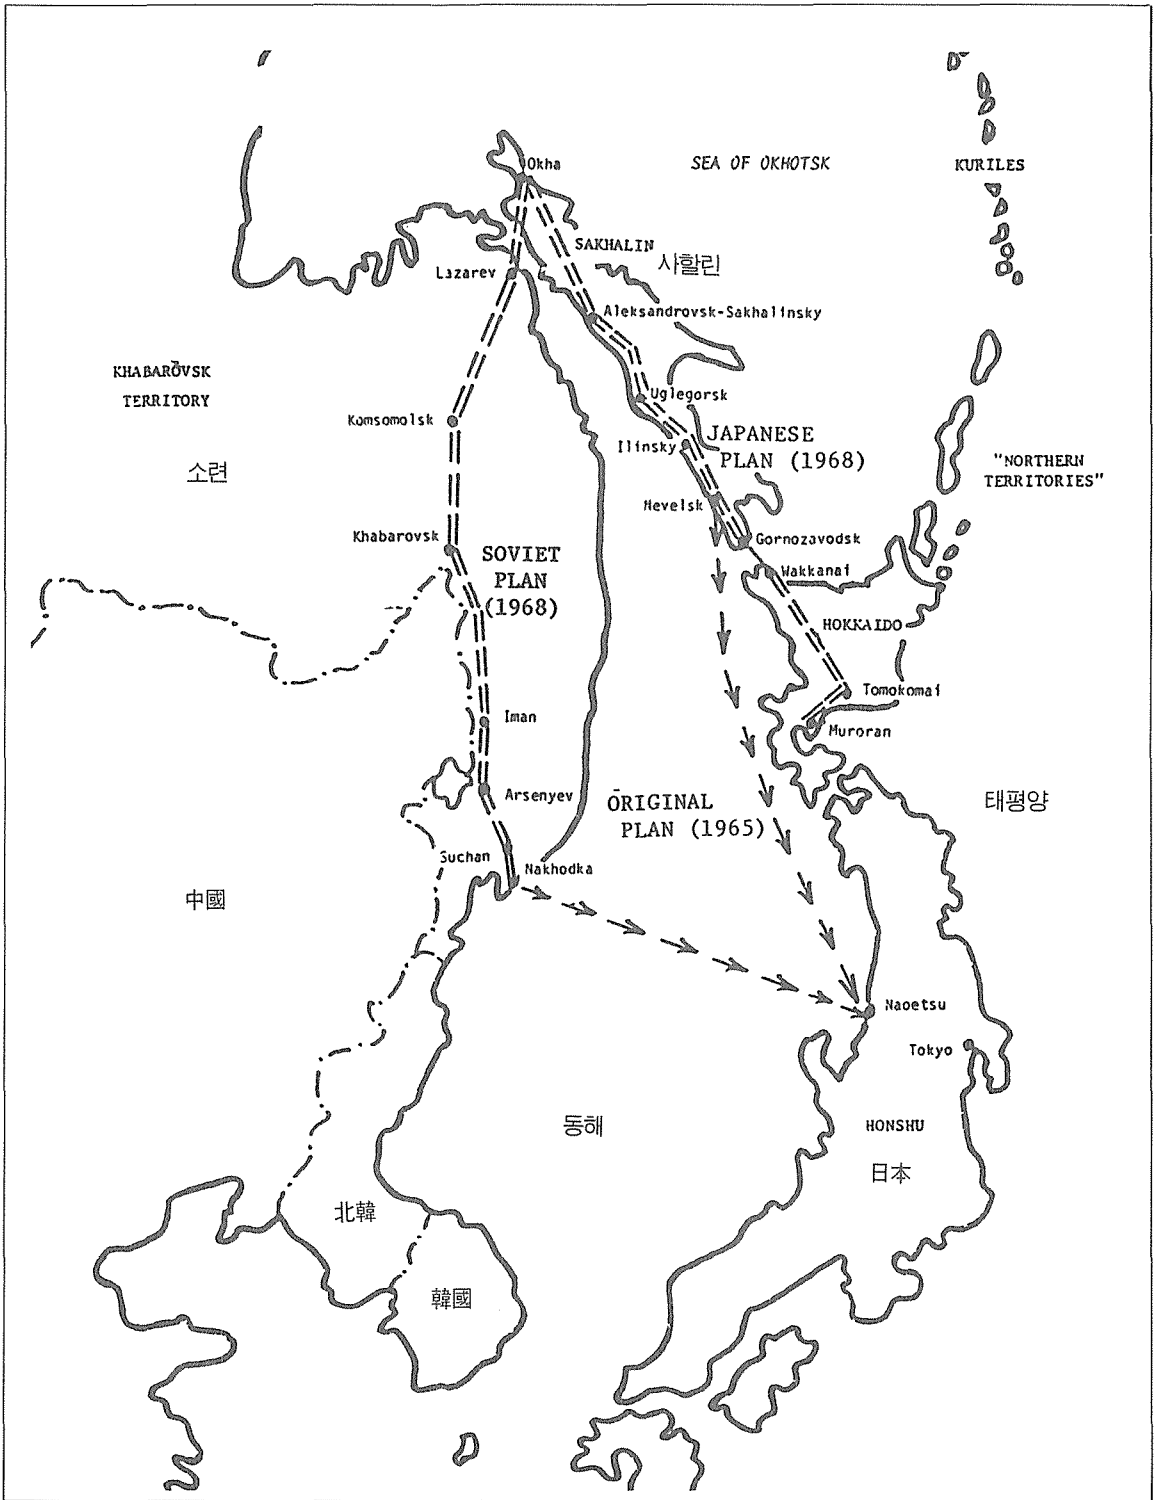 Okha
SEA OF OKHOTSK
KURILES
SAKHALIN
사할린
Lazarev
Aleksandrovsk-Sakhalinsky
KHABAROVSK
TERRITORY
Uglegorsk
Komsomolsk
Ilinsky
JAPANESE
PLAN (1968)
"NORTHERN
TERRITORIES"
소련
Nevelsk
Khabarovsk
Gornozavodsk
SOVIET
PLAN
(1968)
Wakkanai
HOKKAIDO
Tomokomai
Iman
Muroran
Arsenyev
ORIGINAL
PLAN (1965)
태평양
Suchan
Nakhodka
中國
Naoetsu
Tokyo
동해
HONSHU
日本
北韓
韓國